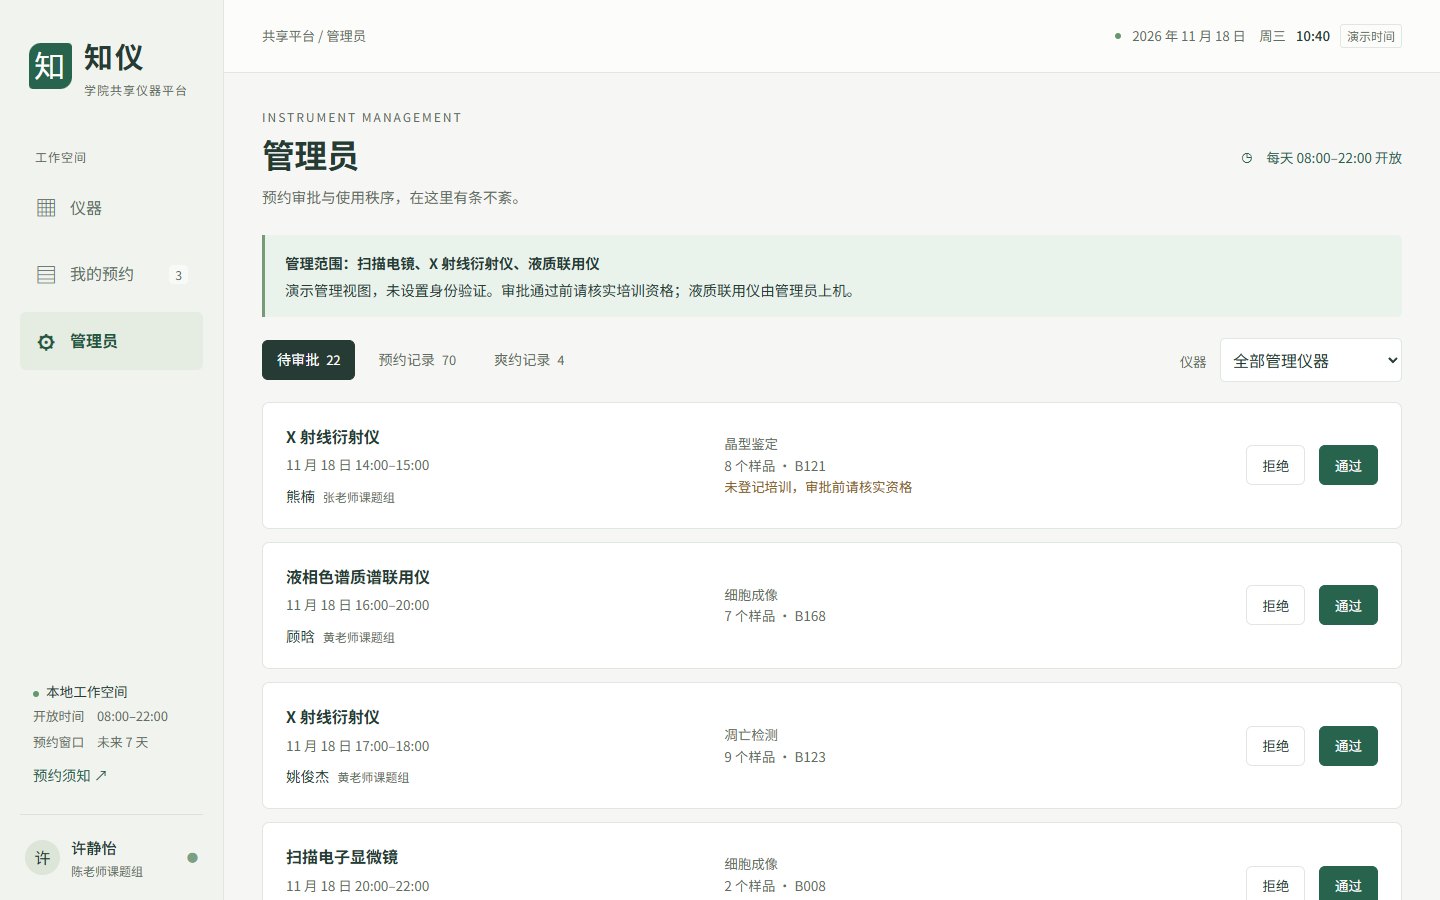 知 知仪
学院共享仪器平台
工作空间
仪器
我的预约 3
管理员
本地工作空间
开放时间 08:00–22:00
预约窗口 未来 7 天
预约须知 ↗
许 许静怡
陈老师课题组
共享平台 / 管理员
2026 年 11 月 18 日 周三 10:40 演示时间
INSTRUMENT MANAGEMENT
管理员
每天 08:00–22:00 开放
预约审批与使用秩序，在这里有条不紊。
管理范围：扫描电镜、X 射线衍射仪、液质联用仪
演示管理视图，未设置身份验证。审批通过前请核实培训资格；液质联用仪由管理员上机。
待审批 22 预约记录 70 爽约记录 4
仪器 全部管理仪器
X 射线衍射仪
11 月 18 日 14:00–15:00
熊楠 张老师课题组
晶型鉴定
8 个样品 · B121
未登记培训，审批前请核实资格
拒绝 通过
液相色谱质谱联用仪
11 月 18 日 16:00–20:00
顾晗 黄老师课题组
细胞成像
7 个样品 · B168
拒绝 通过
X 射线衍射仪
11 月 18 日 17:00–18:00
姚俊杰 黄老师课题组
凋亡检测
9 个样品 · B123
拒绝 通过
扫描电子显微镜
11 月 18 日 20:00–22:00
细胞成像
2 个样品 · B008
拒绝 通过